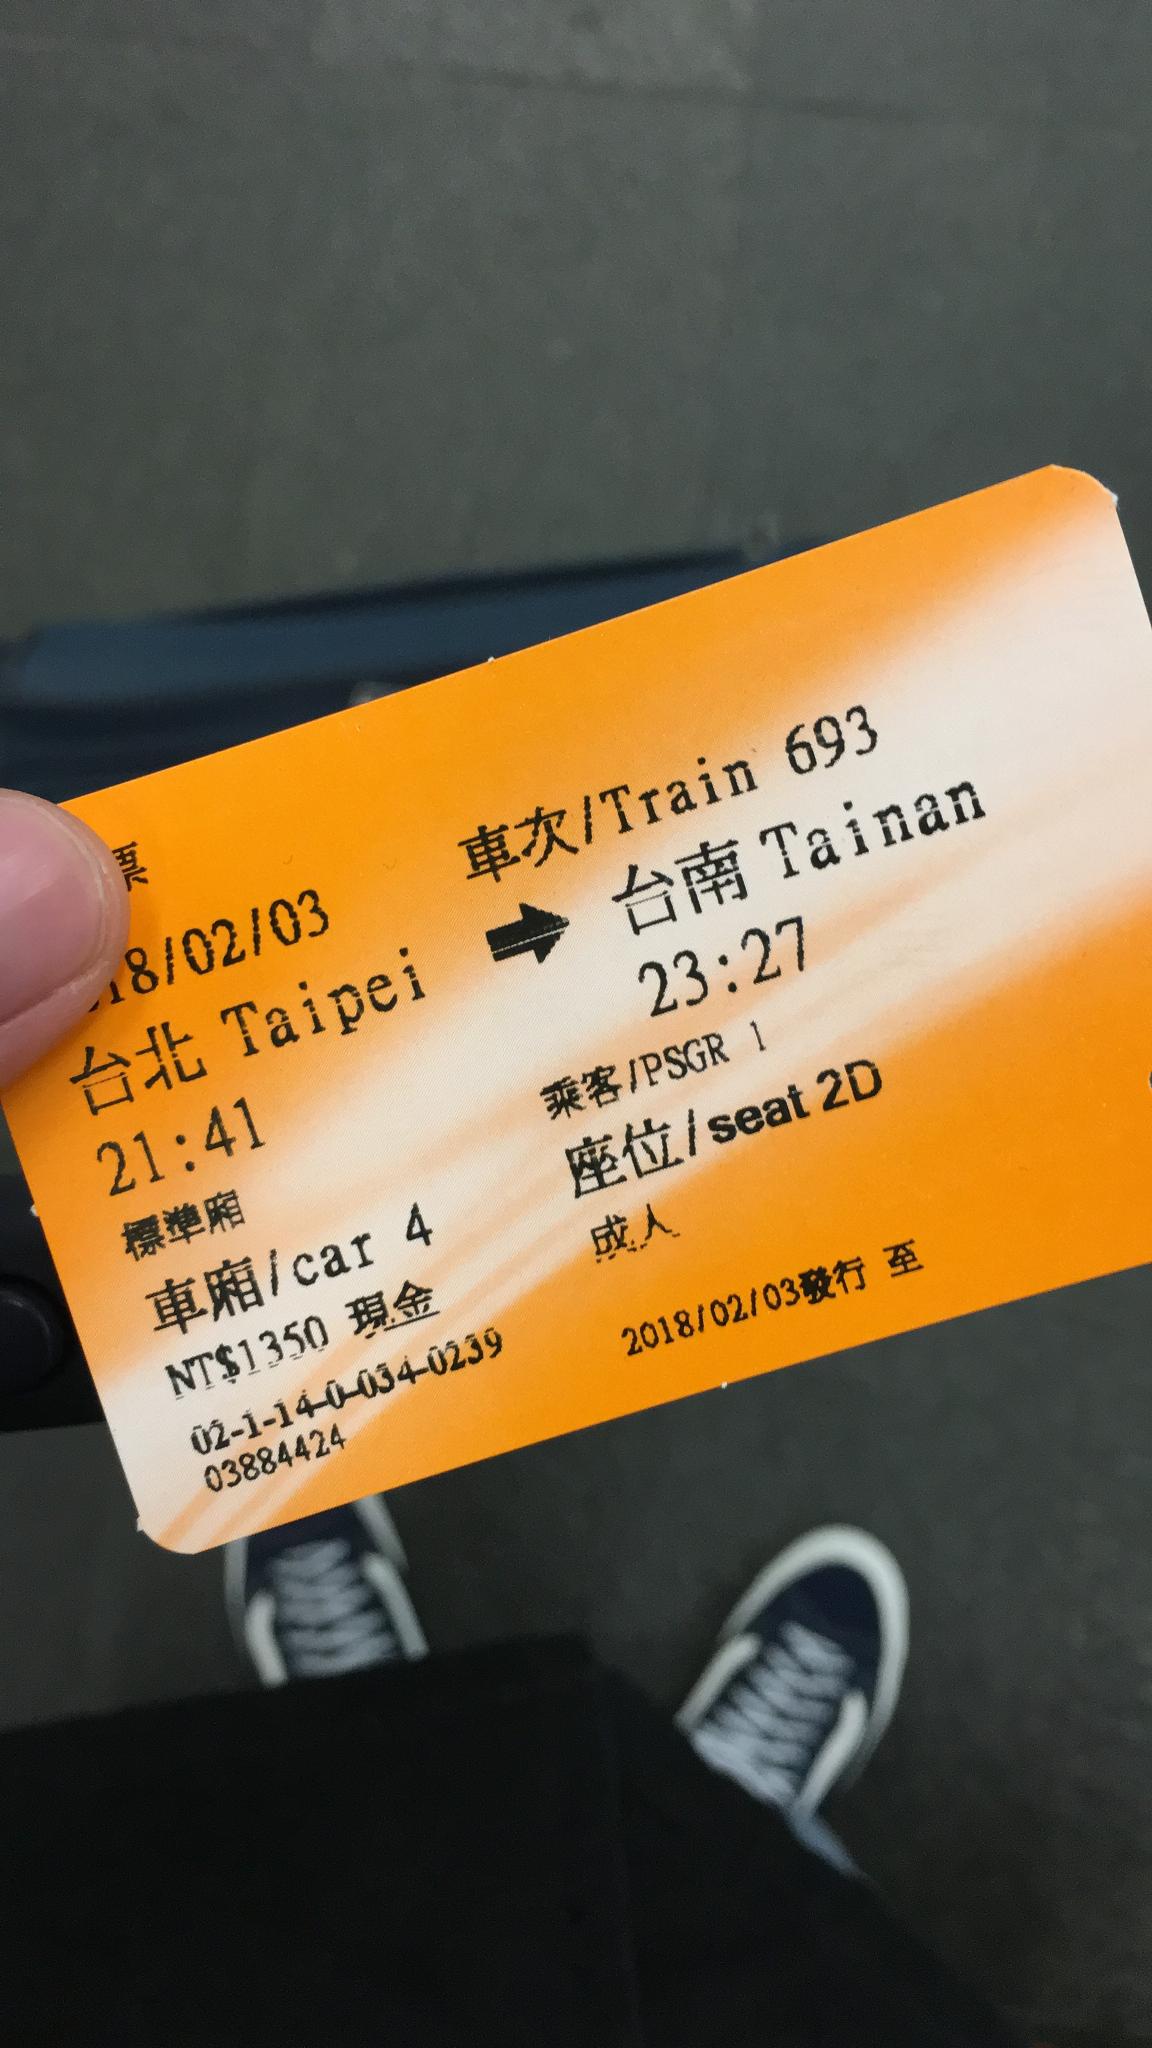 票
18/02/03 車次/Train 693
台北 Taipei ➡ 台南 Tainan
21:41 23:27
標準廂 乘客/PSGR 1
車廂/car 4 座位/seat 2D
NT$1350 現金 成人
02-1-14-0-034-0239 2018/02/03發行 至
03884424